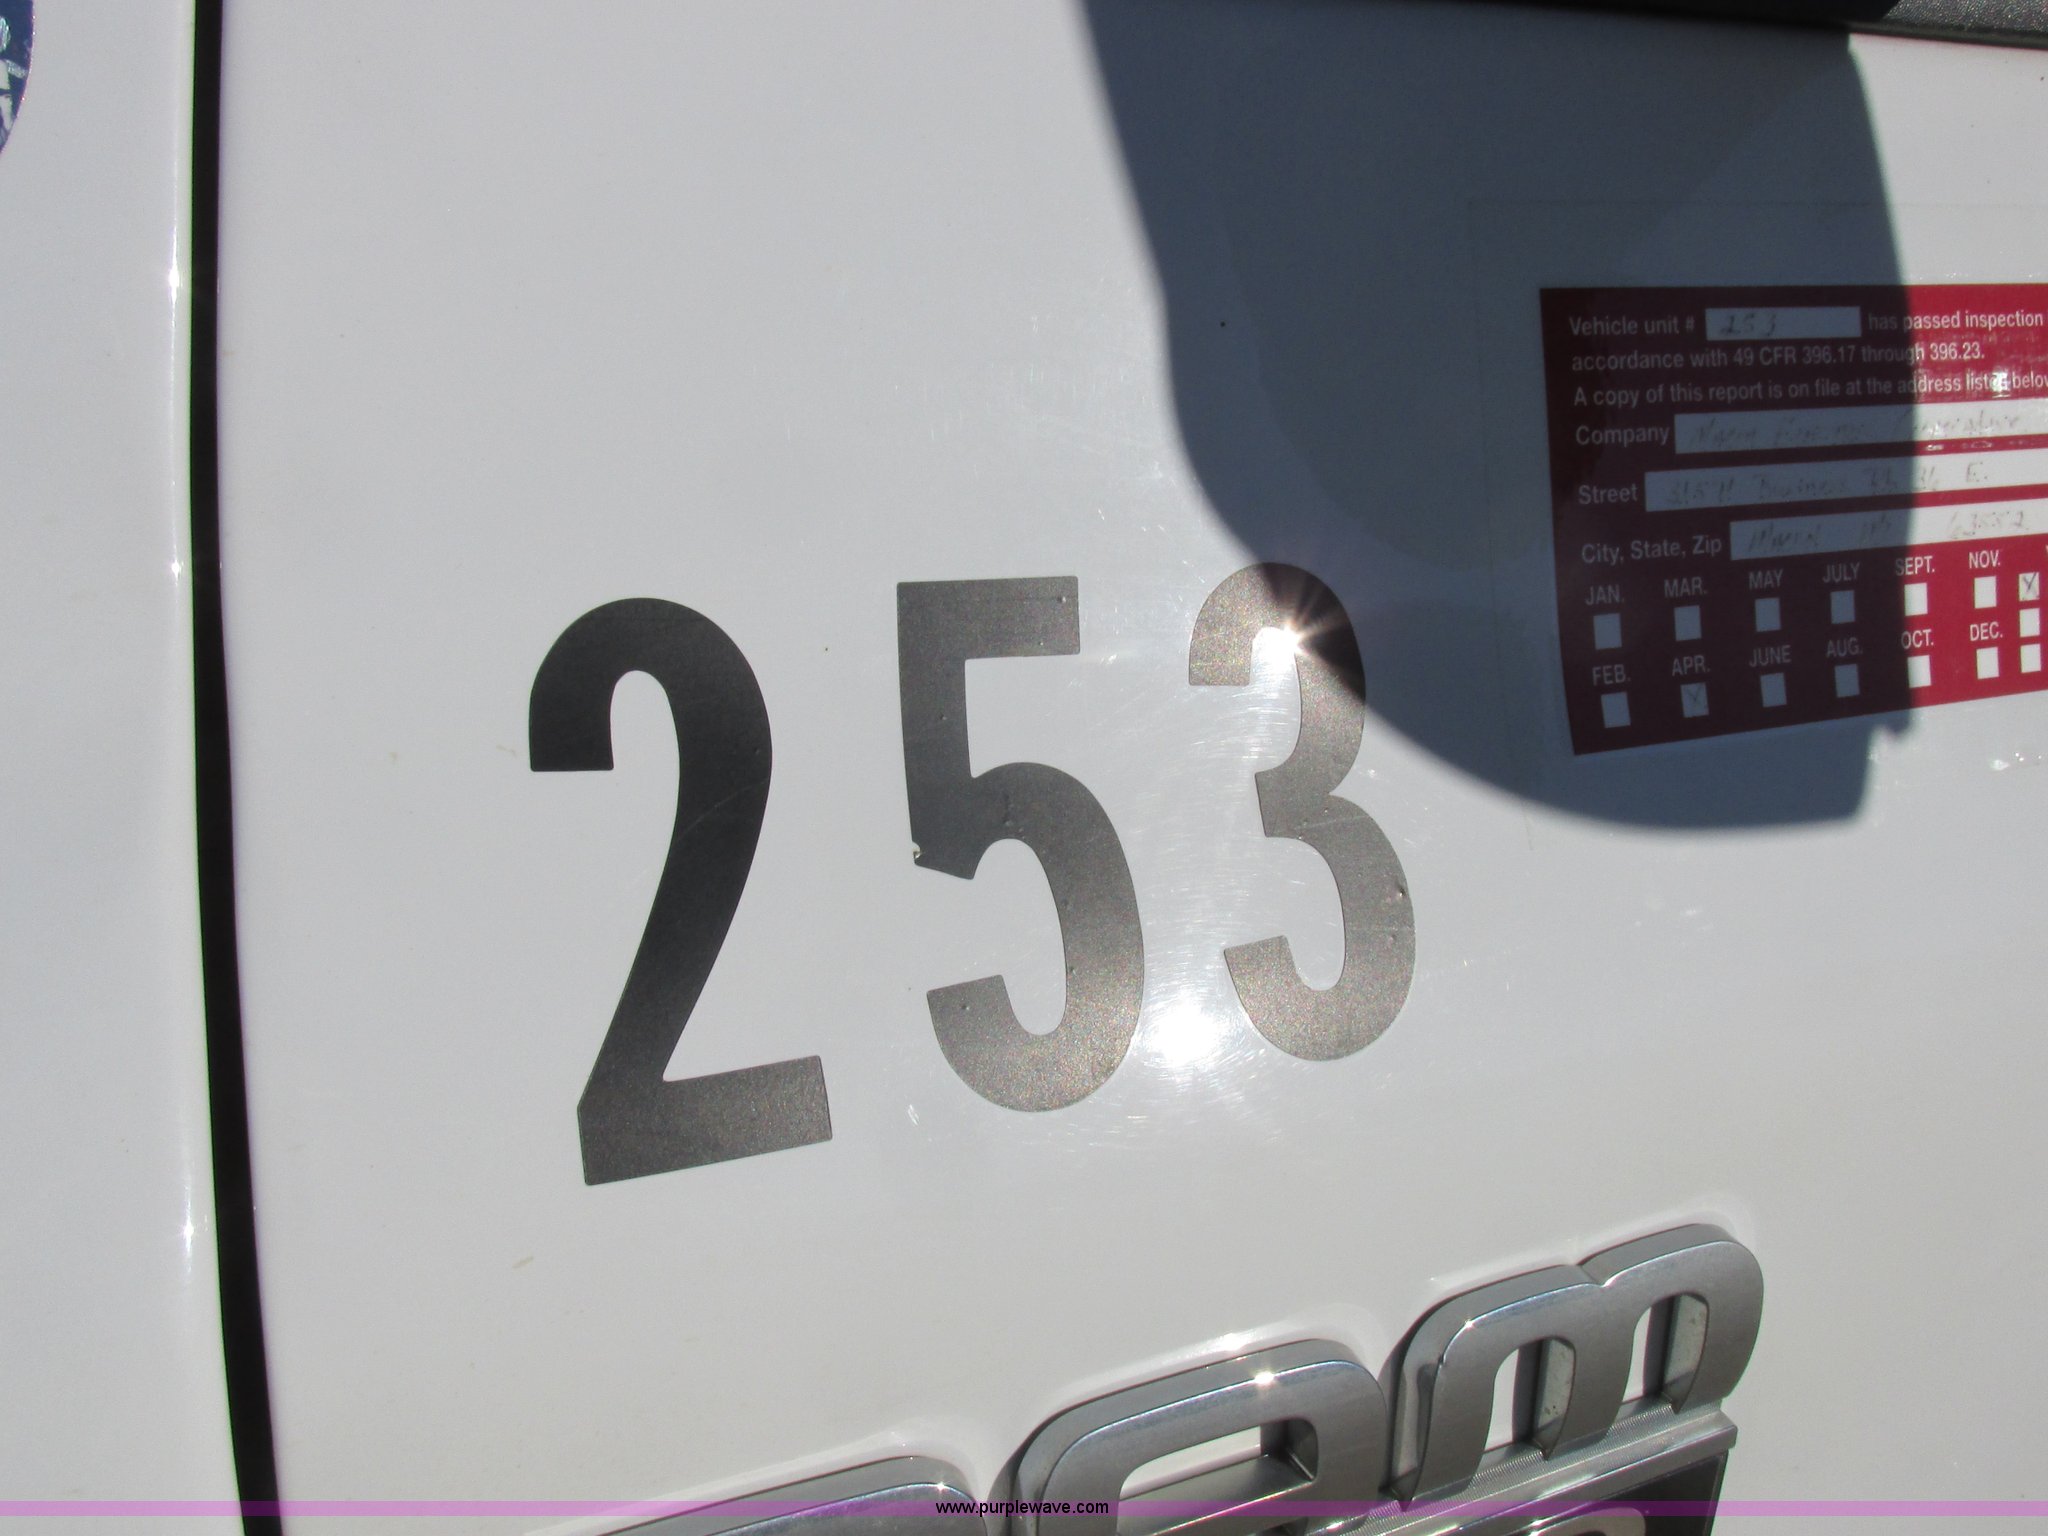 Vehicle unit # 253 has passed inspection
accordance with 49 CFR 396.17 through 396.23.
A copy of this report is on file at the address listed below
Company
Street E.
City, State, Zip 63552
JAN. MAR. MAY JULY SEPT. NOV.
FEB. APR. JUNE AUG. OCT. DEC.
253
am
www.purplewave.com